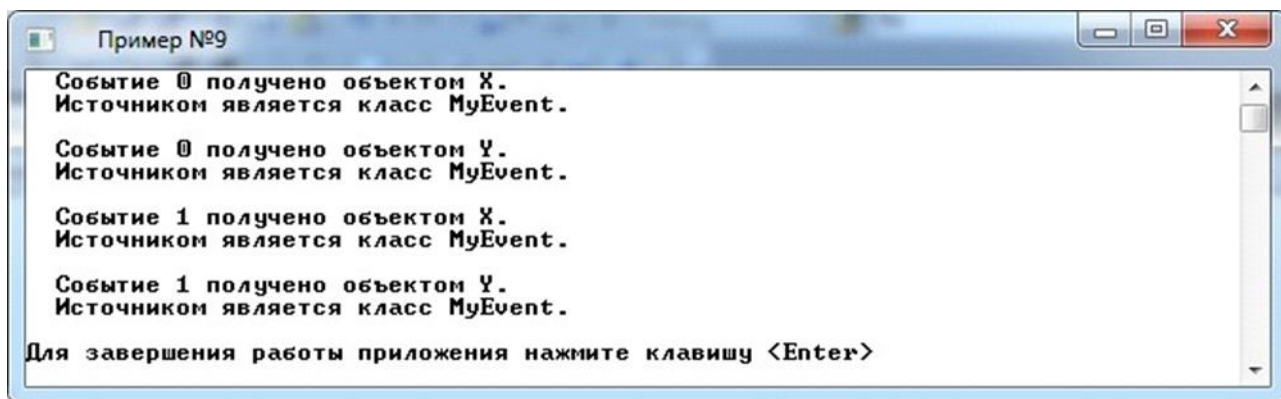 Пример №9
Событие 0 получено объектом X.
Источником является класс MyEvent.
Событие 0 получено объектом Y.
Источником является класс MyEvent.
Событие 1 получено объектом X.
Источником является класс MyEvent.
Событие 1 получено объектом Y.
Источником является класс MyEvent.
Для завершения работы приложения нажмите клавишу <Enter>